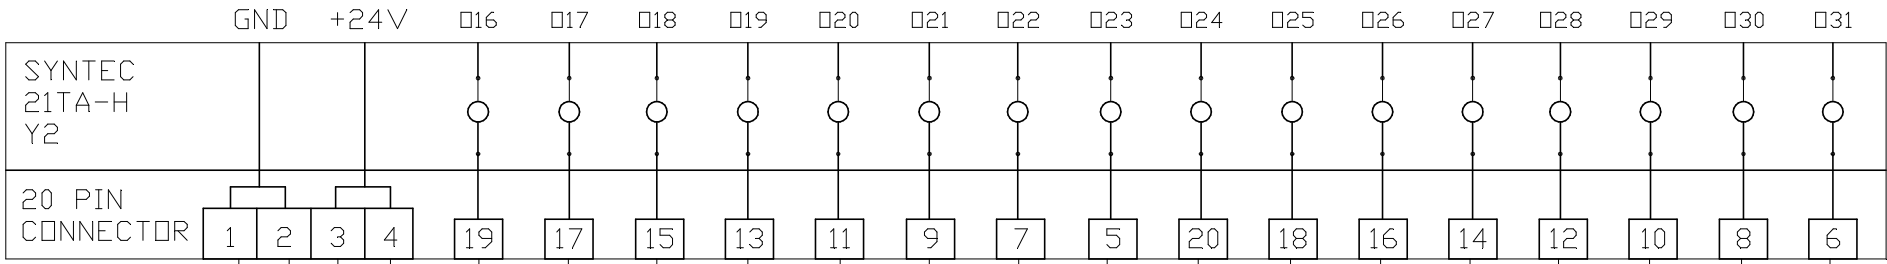 GND +24V O16 O17 O18 O19 O20 O21 O22 O23 O24 O25 O26 O27 O28 O29 O30 O31
SYNTEC
21TA-H
Y2
20 PIN
CONNECTOR
1 2 3 4 19 17 15 13 11 9 7 5 20 18 16 14 12 10 8 6